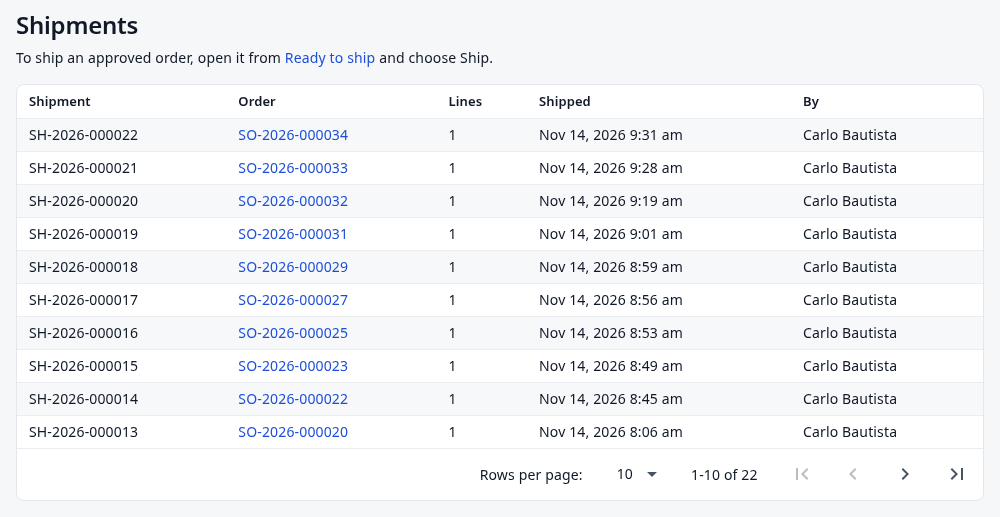 Shipments
To ship an approved order, open it from Ready to ship and choose Ship.
Shipment Order Lines Shipped By
SH-2026-000022 SO-2026-000034 1 Nov 14, 2026 9:31 am Carlo Bautista
SH-2026-000021 SO-2026-000033 1 Nov 14, 2026 9:28 am Carlo Bautista
SH-2026-000020 SO-2026-000032 1 Nov 14, 2026 9:19 am Carlo Bautista
SH-2026-000019 SO-2026-000031 1 Nov 14, 2026 9:01 am Carlo Bautista
SH-2026-000018 SO-2026-000029 1 Nov 14, 2026 8:59 am Carlo Bautista
SH-2026-000017 SO-2026-000027 1 Nov 14, 2026 8:56 am Carlo Bautista
SH-2026-000016 SO-2026-000025 1 Nov 14, 2026 8:53 am Carlo Bautista
SH-2026-000015 SO-2026-000023 1 Nov 14, 2026 8:49 am Carlo Bautista
SH-2026-000014 SO-2026-000022 1 Nov 14, 2026 8:45 am Carlo Bautista
SH-2026-000013 SO-2026-000020 1 Nov 14, 2026 8:06 am Carlo Bautista
Rows per page: 10 1-10 of 22